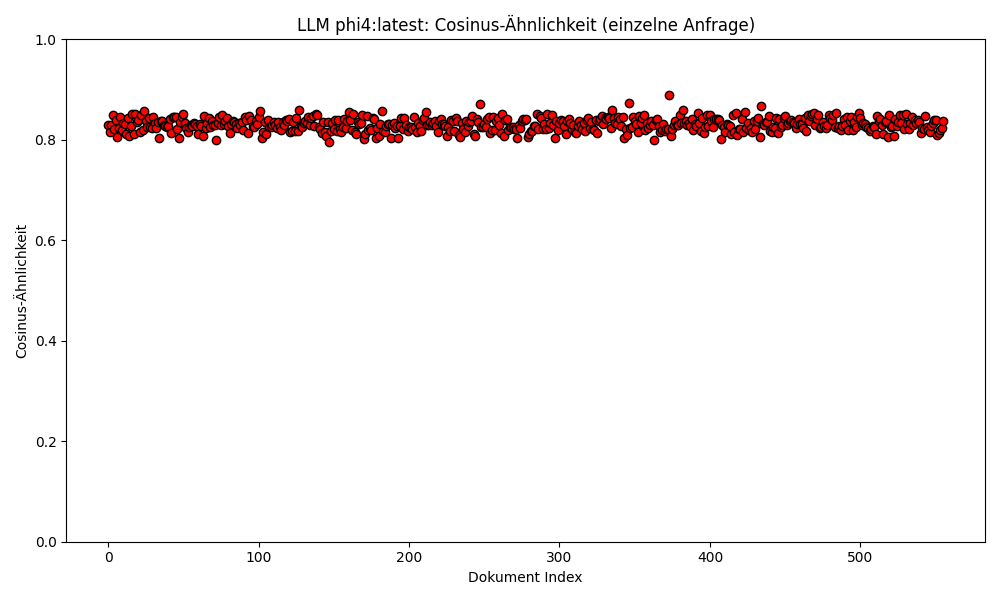 LLM phi4:latest: Cosinus-Ähnlichkeit (einzelne Anfrage)
1.0
0.8
0.6
0.4
0.2
0.0
Cosinus-Ähnlichkeit
0 100 200 300 400 500
Dokument Index